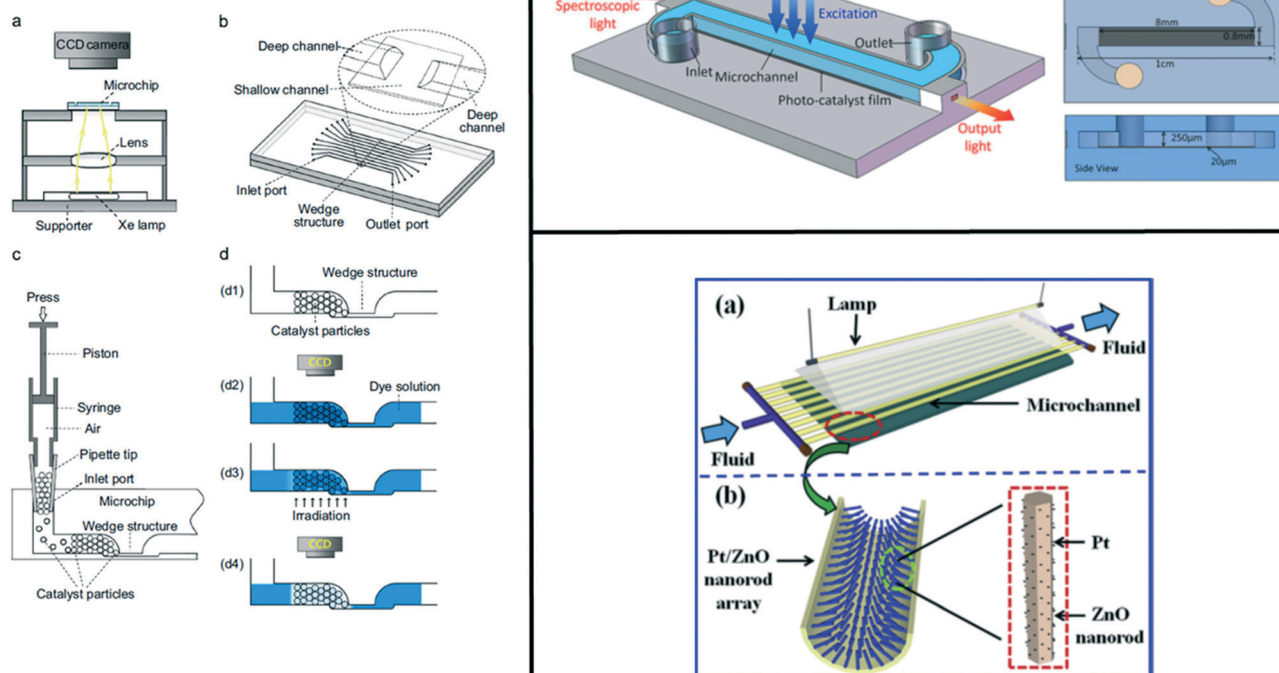 a
CCD camera
Microchip
Lens
Supporter
Xe lamp
b
Deep channel
Shallow channel
Deep
channel
Inlet port
Wedge
structure
Outlet port
c
Press
Piston
Syringe
Air
Pipette tip
Inlet port
Microchip
Wedge structure
Catalyst particles
d
(d1)
Wedge structure
Catalyst particles
(d2)
CCD
Dye solution
(d3)
Irradiation
(d4)
CCD
Spectroscopic
light
Excitation
Inlet
Microchannel
Photo-catalyst film
Outlet
Output
light
8mm
0.8mm
1cm
250μm
20μm
Side View
(a)
Lamp
Fluid
Microchannel
Fluid
(b)
Pt/ZnO
nanorod
array
Pt
ZnO
nanorod